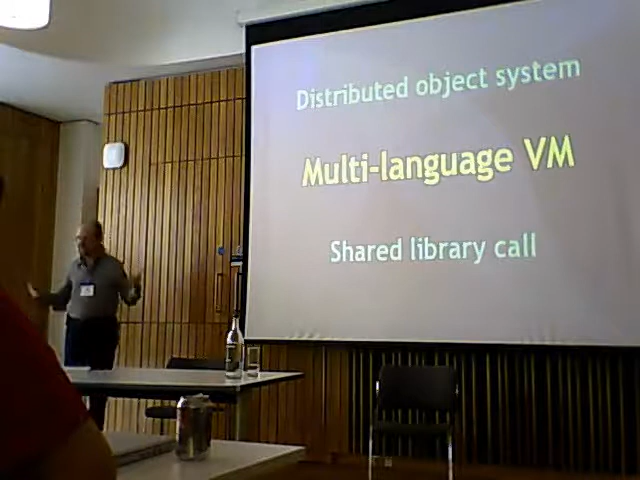 Distributed object system
Multi-language VM
Shared library call